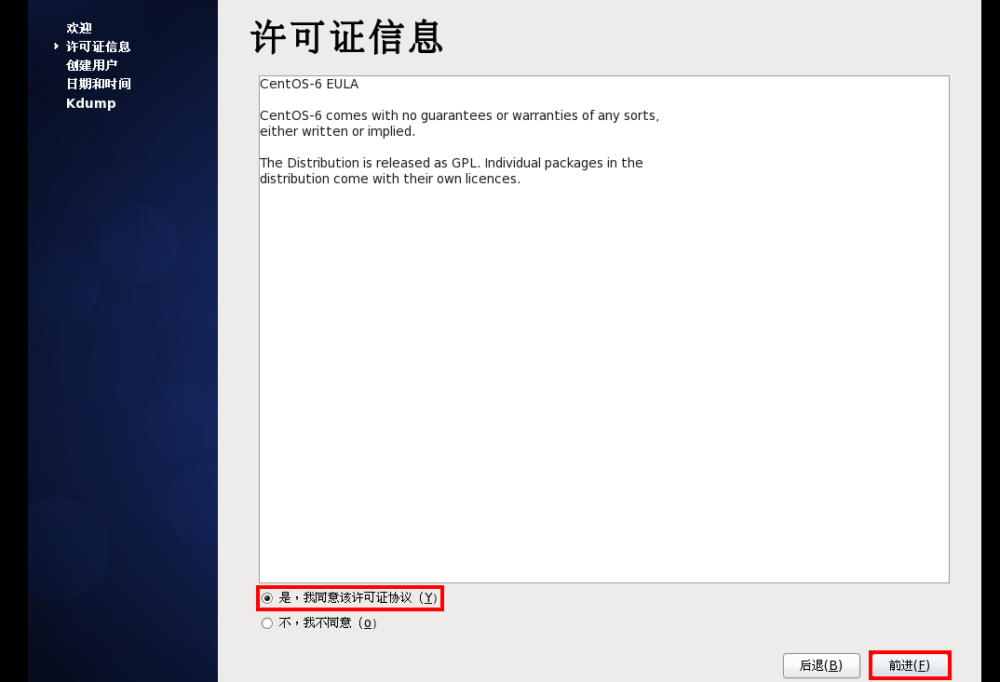 欢迎
许可证信息
创建用户
日期和时间
Kdump
许可证信息
CentOS-6 EULA
CentOS-6 comes with no guarantees or warranties of any sorts,
either written or implied.
The Distribution is released as GPL. Individual packages in the
distribution come with their own licences.
是，我同意该许可证协议（Y）
不，我不同意（o）
后退(B)
前进(F)